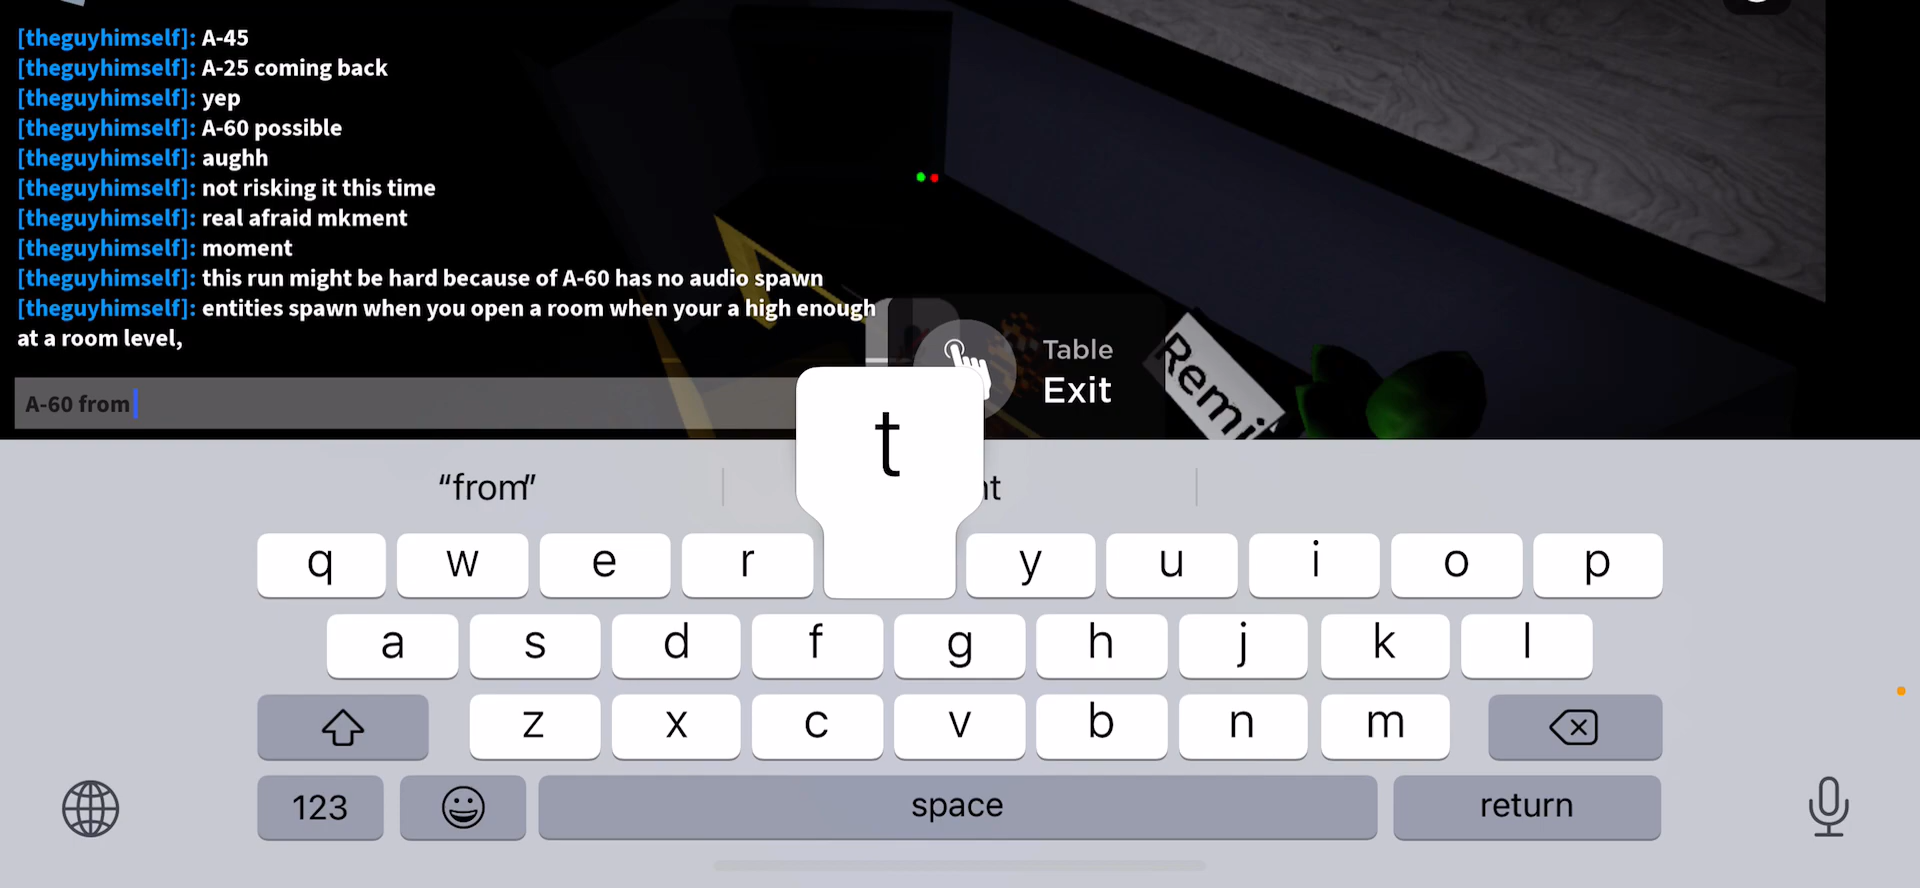 [theguyhimself]: A-45
[theguyhimself]: A-25 coming back
[theguyhimself]: yep
[theguyhimself]: A-60 possible
[theguyhimself]: aughh
[theguyhimself]: not risking it this time
[theguyhimself]: real afraid mkment
[theguyhimself]: moment
[theguyhimself]: this run might be hard because of A-60 has no audio spawn
[theguyhimself]: entities spawn when you open a room when your a high enough
at a room level,
Table
Exit
Remi
A-60 from
t
“from”
q w e r y u i o p
a s d f g h j k l
z x c v b n m
123 space return